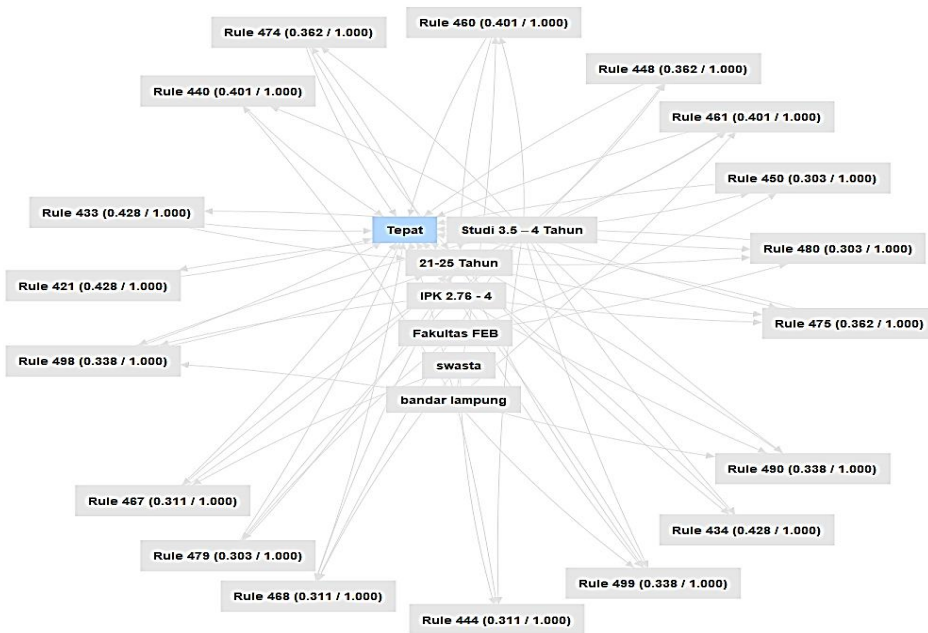 Rule 460 (0.401 / 1.000)
Rule 474 (0.362 / 1.000)
Rule 448 (0.362 / 1.000)
Rule 440 (0.401 / 1.000)
Rule 461 (0.401 / 1.000)
Rule 450 (0.303 / 1.000)
Rule 433 (0.428 / 1.000)
Tepat
Studi 3.5 – 4 Tahun
Rule 480 (0.303 / 1.000)
21-25 Tahun
Rule 421 (0.428 / 1.000)
IPK 2.76 - 4
Rule 475 (0.362 / 1.000)
Fakultas FEB
Rule 498 (0.338 / 1.000)
swasta
bandar lampung
Rule 490 (0.338 / 1.000)
Rule 467 (0.311 / 1.000)
Rule 434 (0.428 / 1.000)
Rule 479 (0.303 / 1.000)
Rule 499 (0.338 / 1.000)
Rule 468 (0.311 / 1.000)
Rule 444 (0.311 / 1.000)